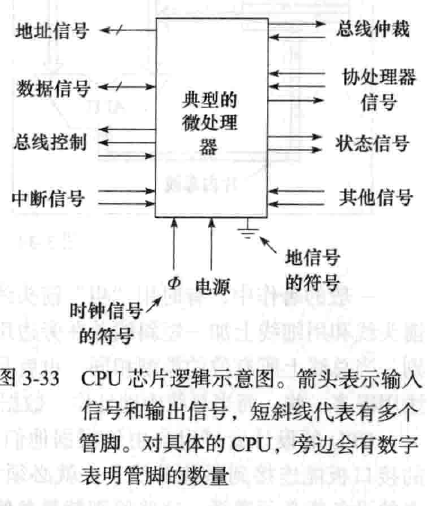 地址信号
总线仲裁
数据信号
典型的
微处理
器
协处理器
信号
总线控制
状态信号
中断信号
其他信号
Φ
电源
地信号
的符号
时钟信号
的符号
图 3-33 CPU 芯片逻辑示意图。箭头表示输入
信号和输出信号，短斜线代表有多个
管脚。对具体的 CPU，旁边会有数字
表明管脚的数量